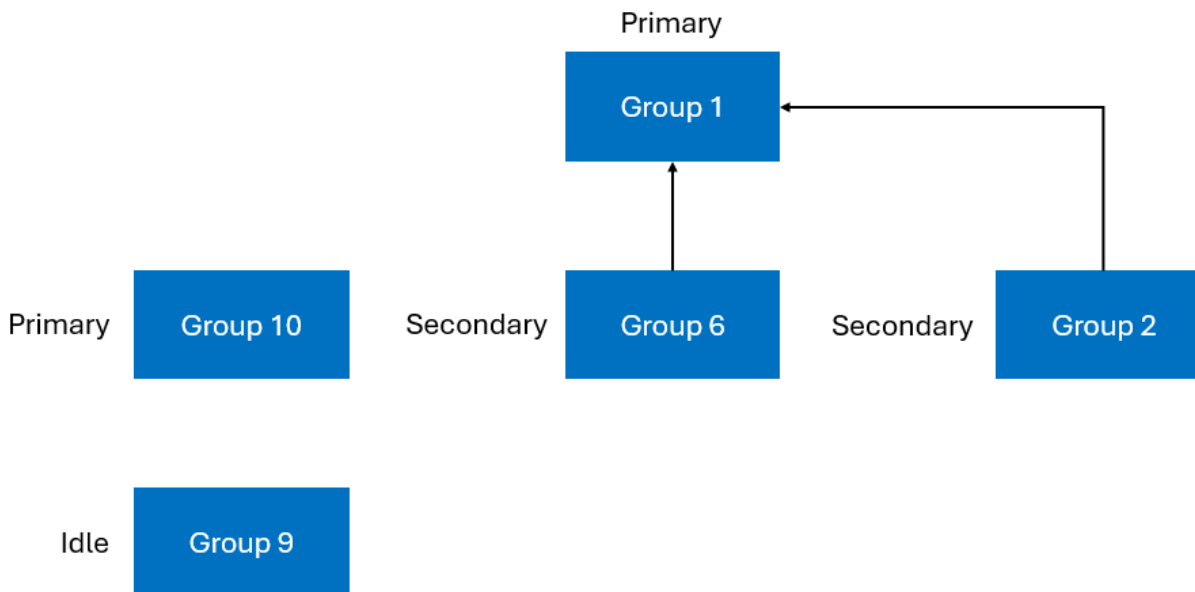 Primary
Group 1
Primary
Group 10
Secondary
Group 6
Secondary
Group 2
Idle
Group 9